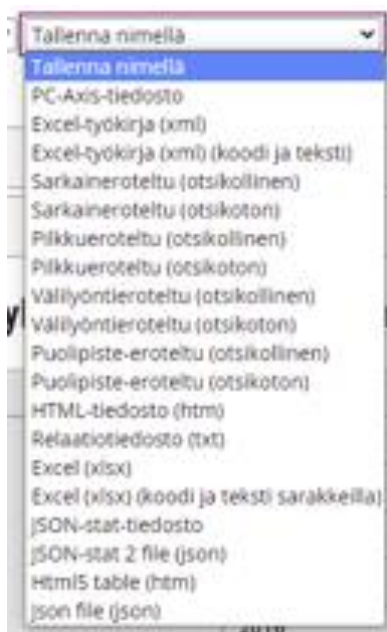 Tallenna nimellä
Tallenna nimellä
PC-Axis-tiedosto
Excel-työkirja (xml)
Excel-työkirja (xml) (koodi ja teksti)
Sarkaineroteltu (otsikollinen)
Sarkaineroteltu (otsikoton)
Pilkkueroteltu (otsikollinen)
Pilkkueroteltu (otsikoton)
Välilyöntieroteltu (otsikollinen)
Välilyöntieroteltu (otsikoton)
Puolipiste-eroteltu (otsikollinen)
Puolipiste-eroteltu (otsikoton)
HTML-tiedosto (htm)
Relaatiotiedosto (txt)
Excel (xlsx)
Excel (xlsx) (koodi ja teksti sarakkeilla)
JSON-stat-tiedosto
JSON-stat 2 file (json)
Html5 table (htm)
Json file (json)